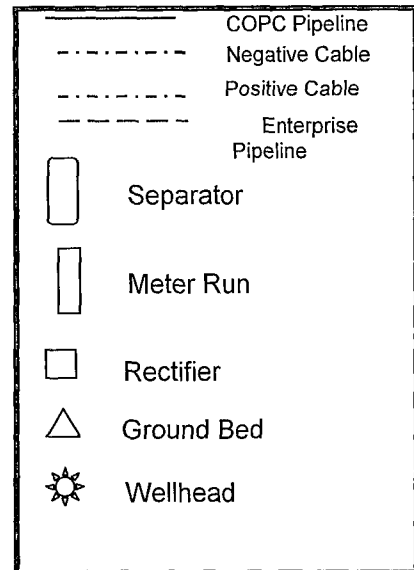 COPC Pipeline
Negative Cable
Positive Cable
Enterprise
Pipeline
Separator
Meter Run
Rectifier
Ground Bed
Wellhead